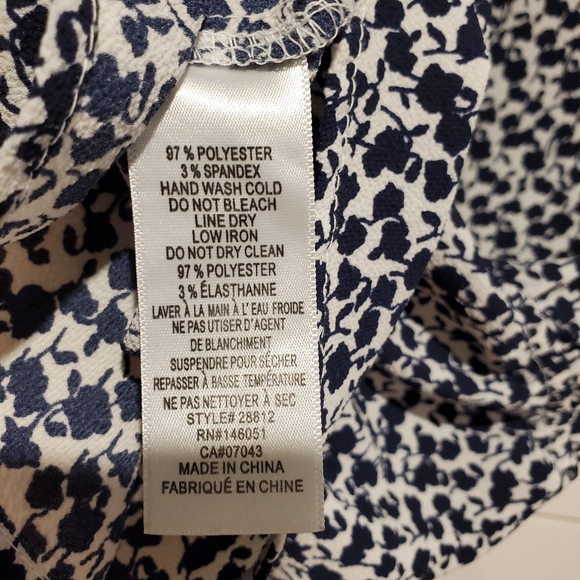 97 % POLYESTER
3 % SPANDEX
HAND WASH COLD
DO NOT BLEACH
LINE DRY
LOW IRON
DO NOT DRY CLEAN
97 % POLYESTER
3 % ÉLASTHANNE
LAVER À LA MAIN À L' EAU FROIDE
NE PAS UTISER D'AGENT
DE BLANCHIMENT
SUSPENDRE POUR SÉCHER
REPASSER À BASSE TEMPÉRATURE
NE PAS NETTOYER À SEC
STYLE# 28812
RN#146051
CA#07043
MADE IN CHINA
FABRIQUÉ EN CHINE